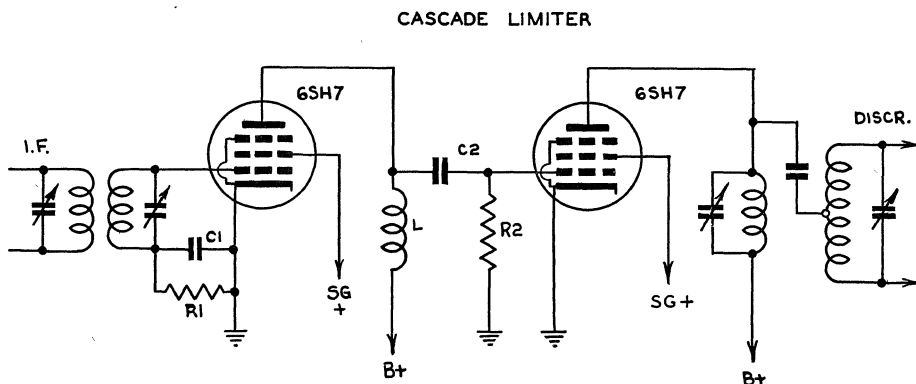 CASCADE LIMITER
6SH7
6SH7
I.F.
DISCR.
C2
C1
R1
L
R2
SG
+
SG+
B+
B+